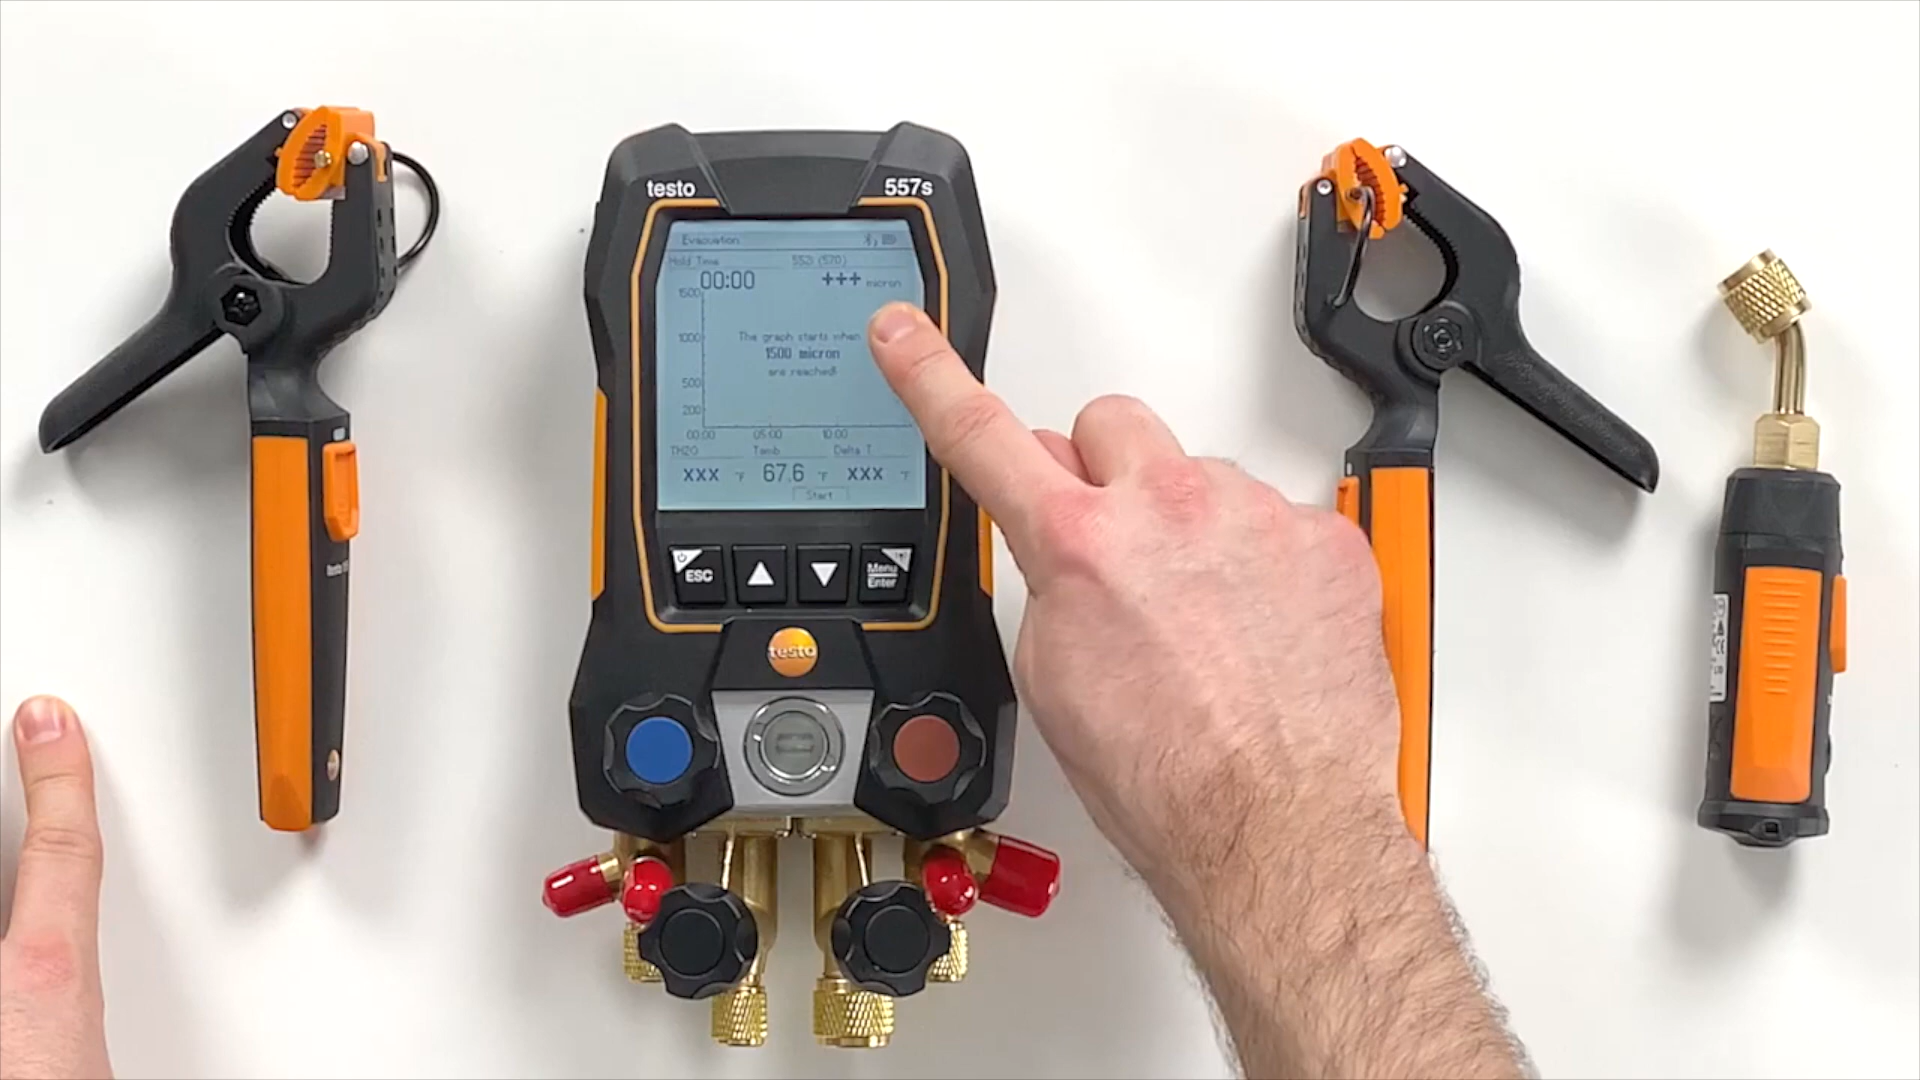 testo 557s
Evacuation
Hold Time 552i (570)
00:00 +++ micron
1500
The graph starts when
1000
1500 micron
are reached!
500
200
00:00 05:00 10:00
TH2O Tamb Delta T
xxx °F 67.6 °F xxx °F
Start
ESC Menu
Enter
testo
testo